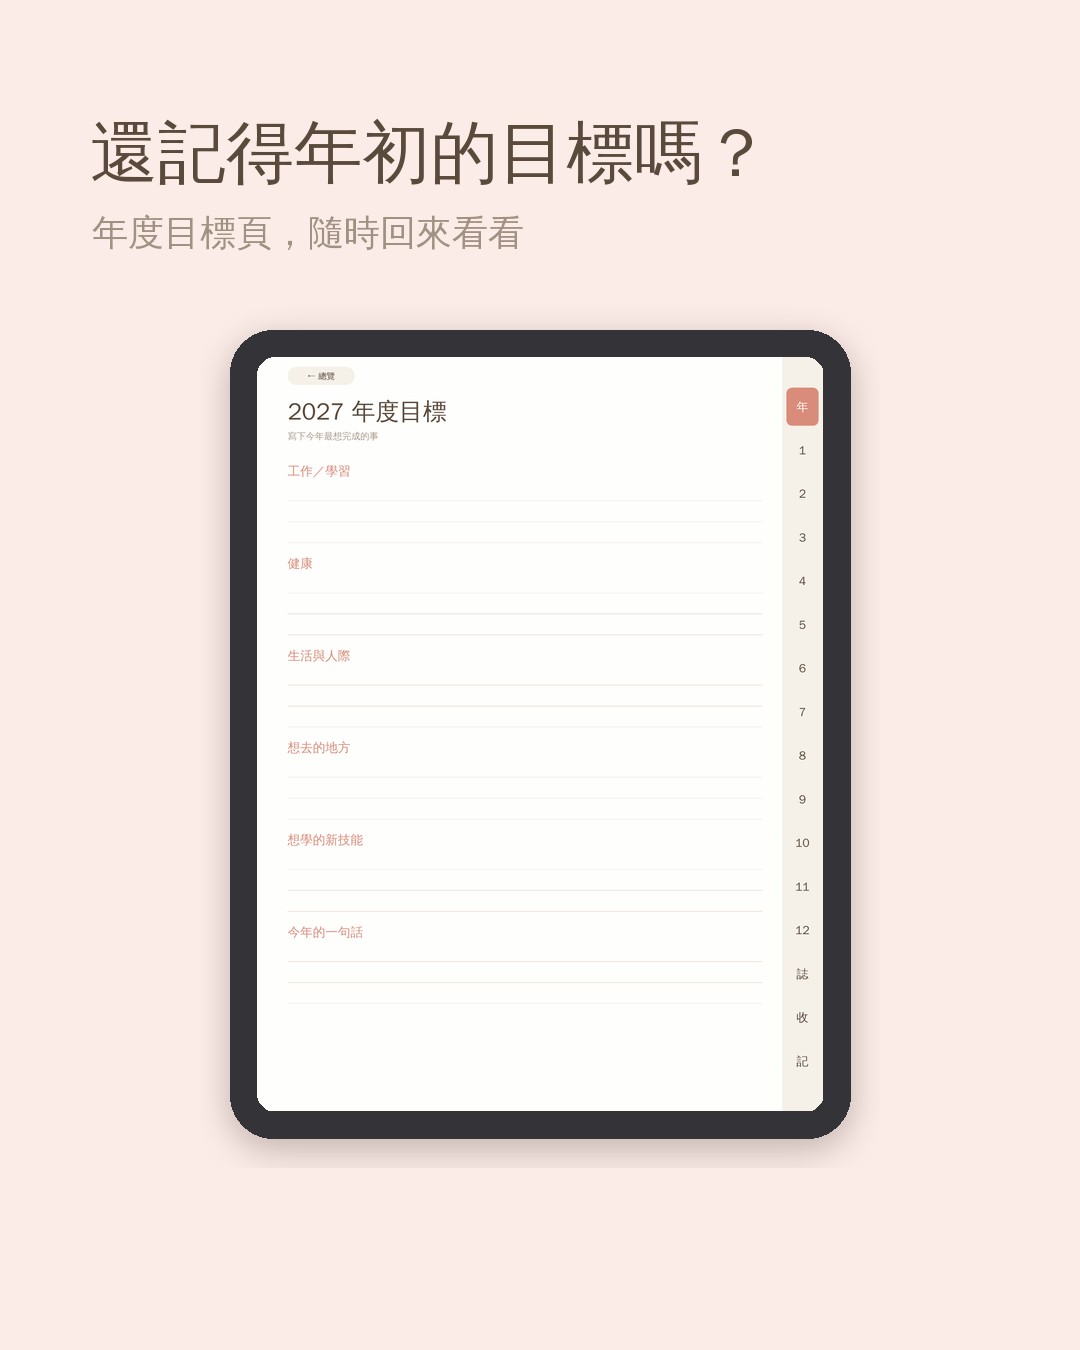 還記得年初的目標嗎？
年度目標頁，隨時回來看看
← 總覽
2027 年度目標
寫下今年最想完成的事
工作／學習
健康
生活與人際
想去的地方
想學的新技能
今年的一句話
年
1
2
3
4
5
6
7
8
9
10
11
12
誌
收
記